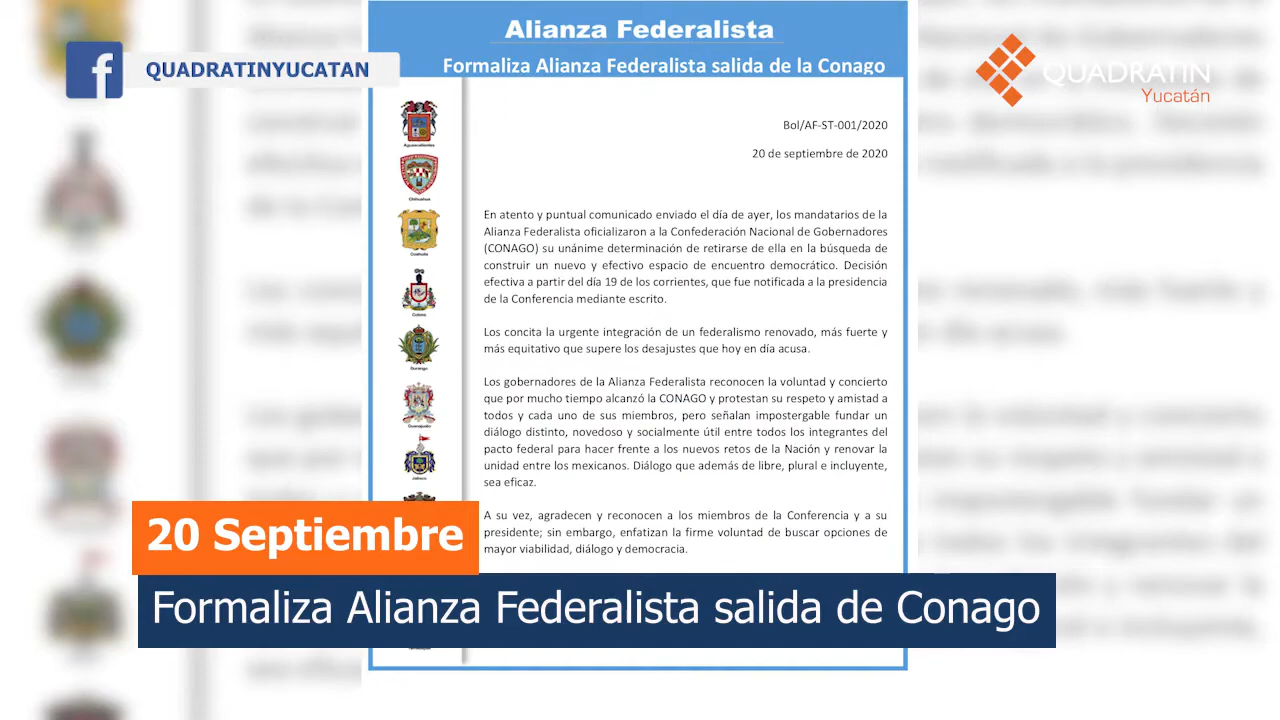 Alianza Federalista
QUADRATINYUCATAN
Formaliza Alianza Federalista salida de la Conago
QUADRATIN
Yucatán
Bol/AF-ST-001/2020
20 de septiembre de 2020
Aguascalientes
Chihuahua
Coahuila
Colima
Durango
Guanajuato
Jalisco
En atento y puntual comunicado enviado el día de ayer, los mandatarios de la
Alianza Federalista oficializaron a la Confederación Nacional de Gobernadores
(CONAGO) su unánime determinación de retirarse de ella en la búsqueda de
construir un nuevo y efectivo espacio de encuentro democrático. Decisión
efectiva a partir del día 19 de los corrientes, que fue notificada a la presidencia
de la Conferencia mediante escrito.
Los concita la urgente integración de un federalismo renovado, más fuerte y
más equitativo que supere los desajustes que hoy en día acusa.
Los gobernadores de la Alianza Federalista reconocen la voluntad y concierto
que por mucho tiempo alcanzó la CONAGO y protestan su respeto y amistad a
todos y cada uno de sus miembros, pero señalan impostergable fundar un
diálogo distinto, novedoso y socialmente útil entre todos los integrantes del
pacto federal para hacer frente a los nuevos retos de la Nación y renovar la
unidad entre los mexicanos. Diálogo que además de libre, plural e incluyente,
sea eficaz.
A su vez, agradecen y reconocen a los miembros de la Conferencia y a su
presidente; sin embargo, enfatizan la firme voluntad de buscar opciones de
mayor viabilidad, diálogo y democracia.
20 Septiembre
Formaliza Alianza Federalista salida de Conago